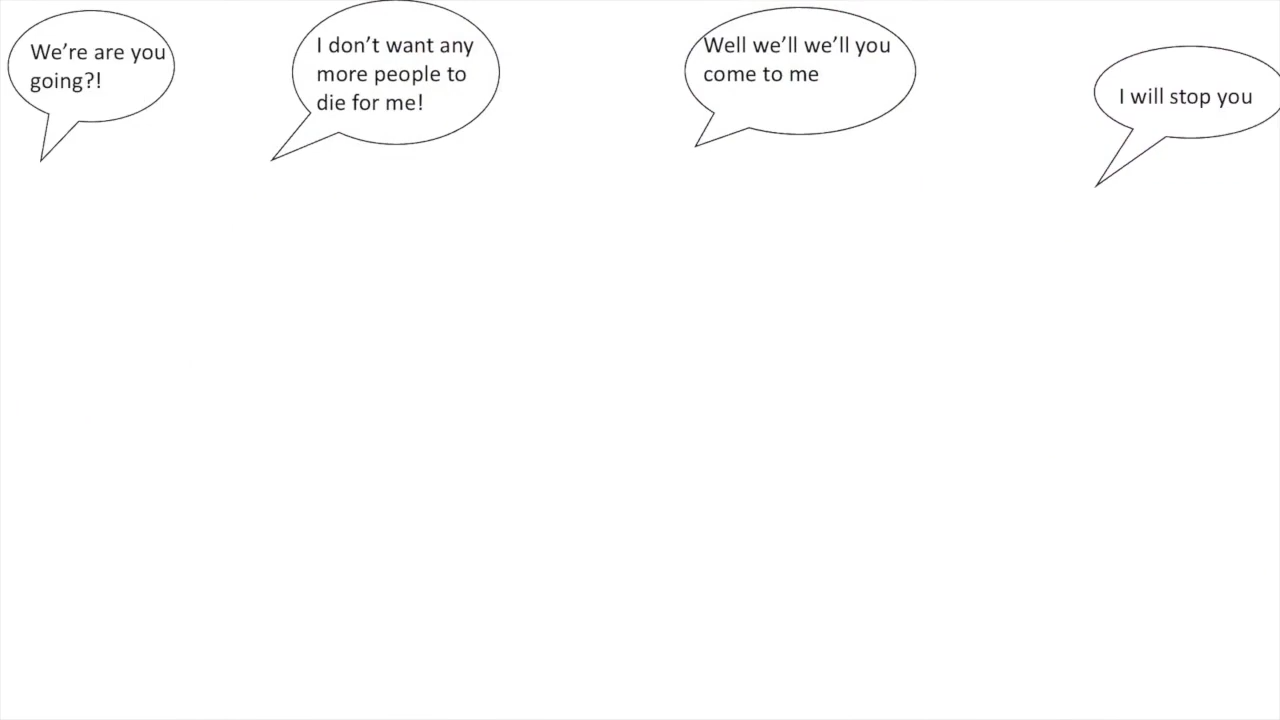 We’re are you
going?!
I don’t want any
more people to
die for me!
Well we’ll we’ll you
come to me
I will stop you